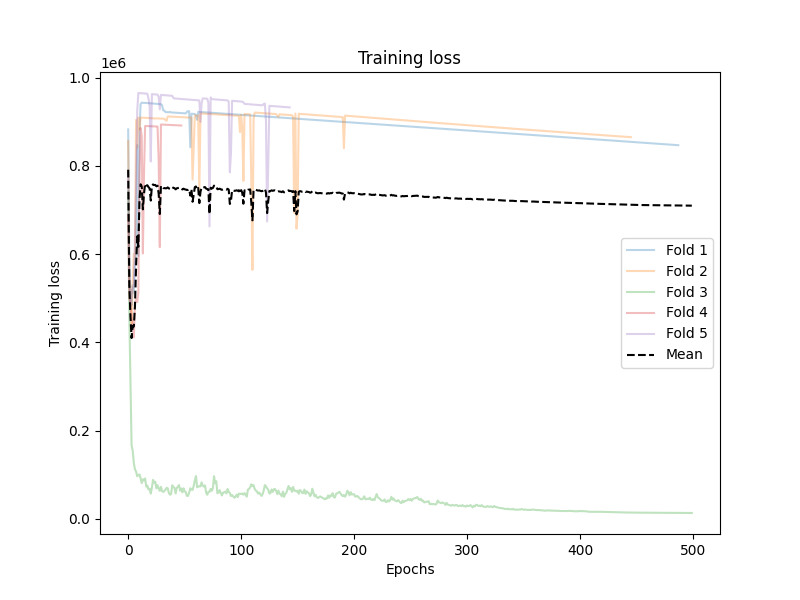 Training loss
1e6
1.0
0.8
0.6
0.4
0.2
0.0
Training loss
0
100
200
300
400
500
Epochs
Fold 1
Fold 2
Fold 3
Fold 4
Fold 5
Mean